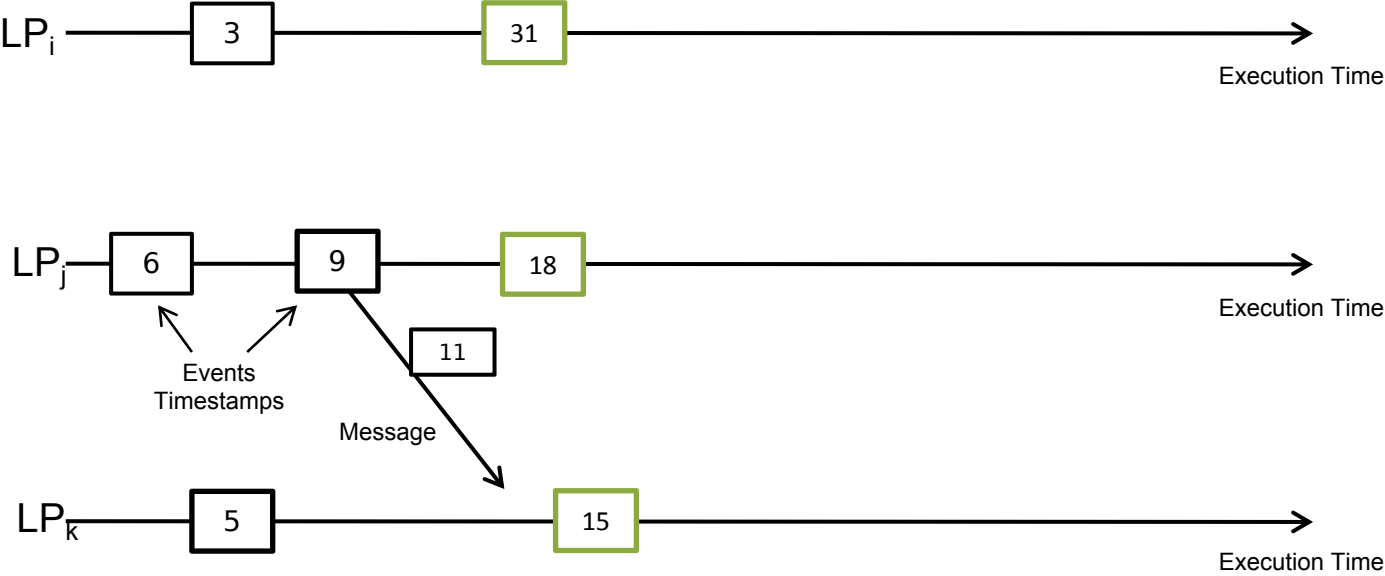 LPi 3 31
Execution Time
LPj 6 9 18
Execution Time
11
Events
Timestamps
Message
LPk 5 15
Execution Time